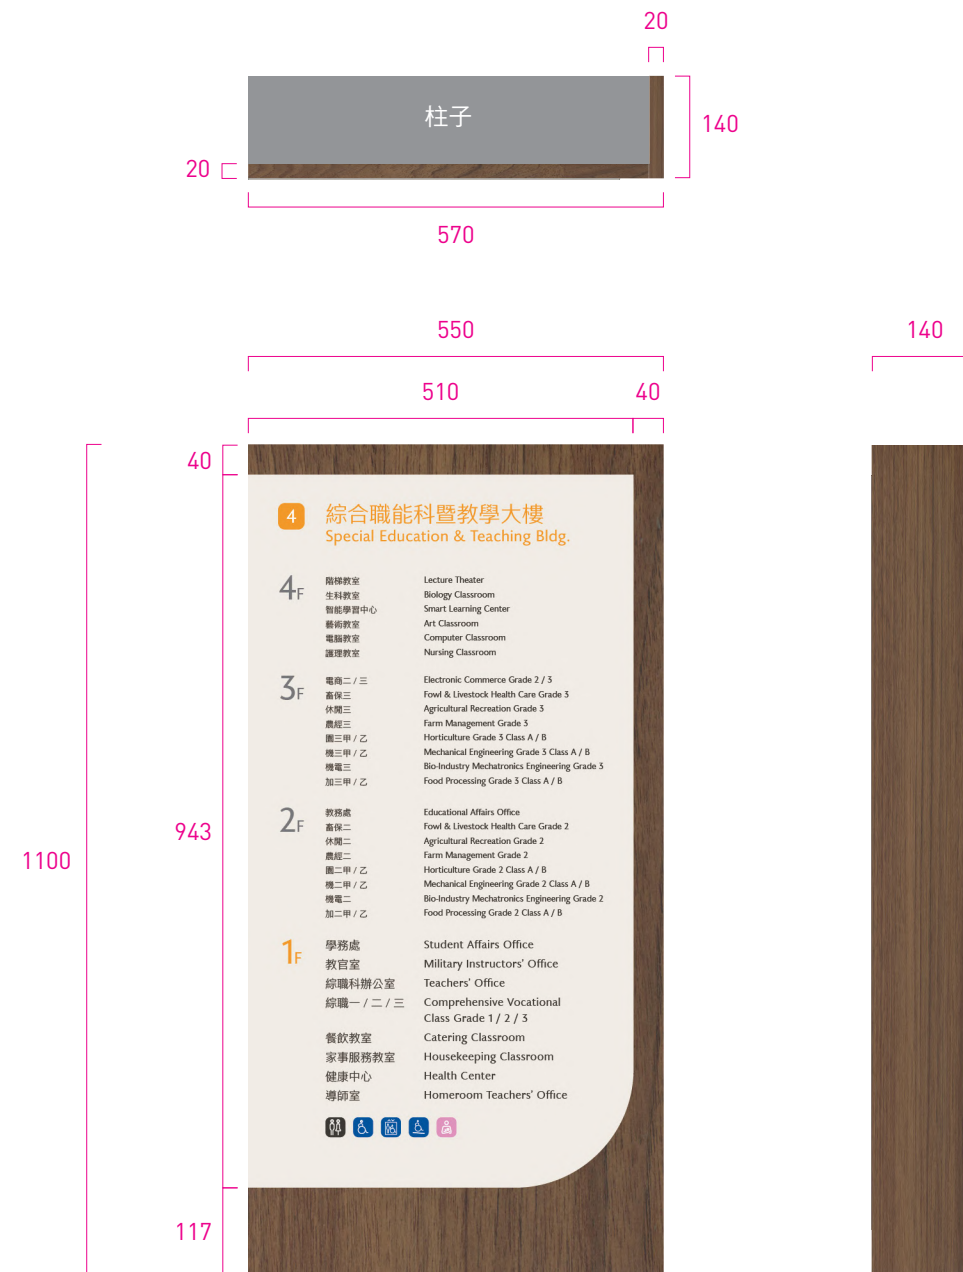 20
柱子
140
20
570
550
140
510
40
40
4 綜合職能科暨教學大樓
Special Education & Teaching Bldg.
4F 階梯教室 Lecture Theater
生科教室 Biology Classroom
智能學習中心 Smart Learning Center
藝術教室 Art Classroom
電腦教室 Computer Classroom
護理教室 Nursing Classroom
3F 電商二 / 三 Electronic Commerce Grade 2 / 3
畜保三 Fowl & Livestock Health Care Grade 3
休閒三 Agricultural Recreation Grade 3
農經三 Farm Management Grade 3
園三甲 / 乙 Horticulture Grade 3 Class A / B
機三甲 / 乙 Mechanical Engineering Grade 3 Class A / B
機電三 Bio-Industry Mechatronics Engineering Grade 3
加三甲 / 乙 Food Processing Grade 3 Class A / B
2F 教務處 Educational Affairs Office
畜保二 Fowl & Livestock Health Care Grade 2
休閒二 Agricultural Recreation Grade 2
農經二 Farm Management Grade 2
園二甲 / 乙 Horticulture Grade 2 Class A / B
機二甲 / 乙 Mechanical Engineering Grade 2 Class A / B
機電二 Bio-Industry Mechatronics Engineering Grade 2
加二甲 / 乙 Food Processing Grade 2 Class A / B
943
1100
1F 學務處 Student Affairs Office
教官室 Military Instructors' Office
綜職科辦公室 Teachers' Office
綜職一 / 二 / 三 Comprehensive Vocational
Class Grade 1 / 2 / 3
餐飲教室 Catering Classroom
家事服務教室 Housekeeping Classroom
健康中心 Health Center
導師室 Homeroom Teachers' Office
117